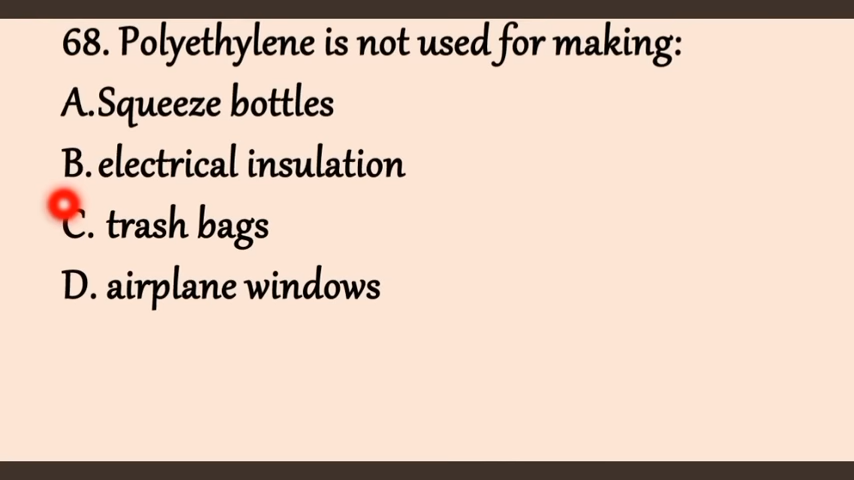 68. Polyethylene is not used for making:
A.Squeeze bottles
B. electrical insulation
C. trash bags
D. airplane windows